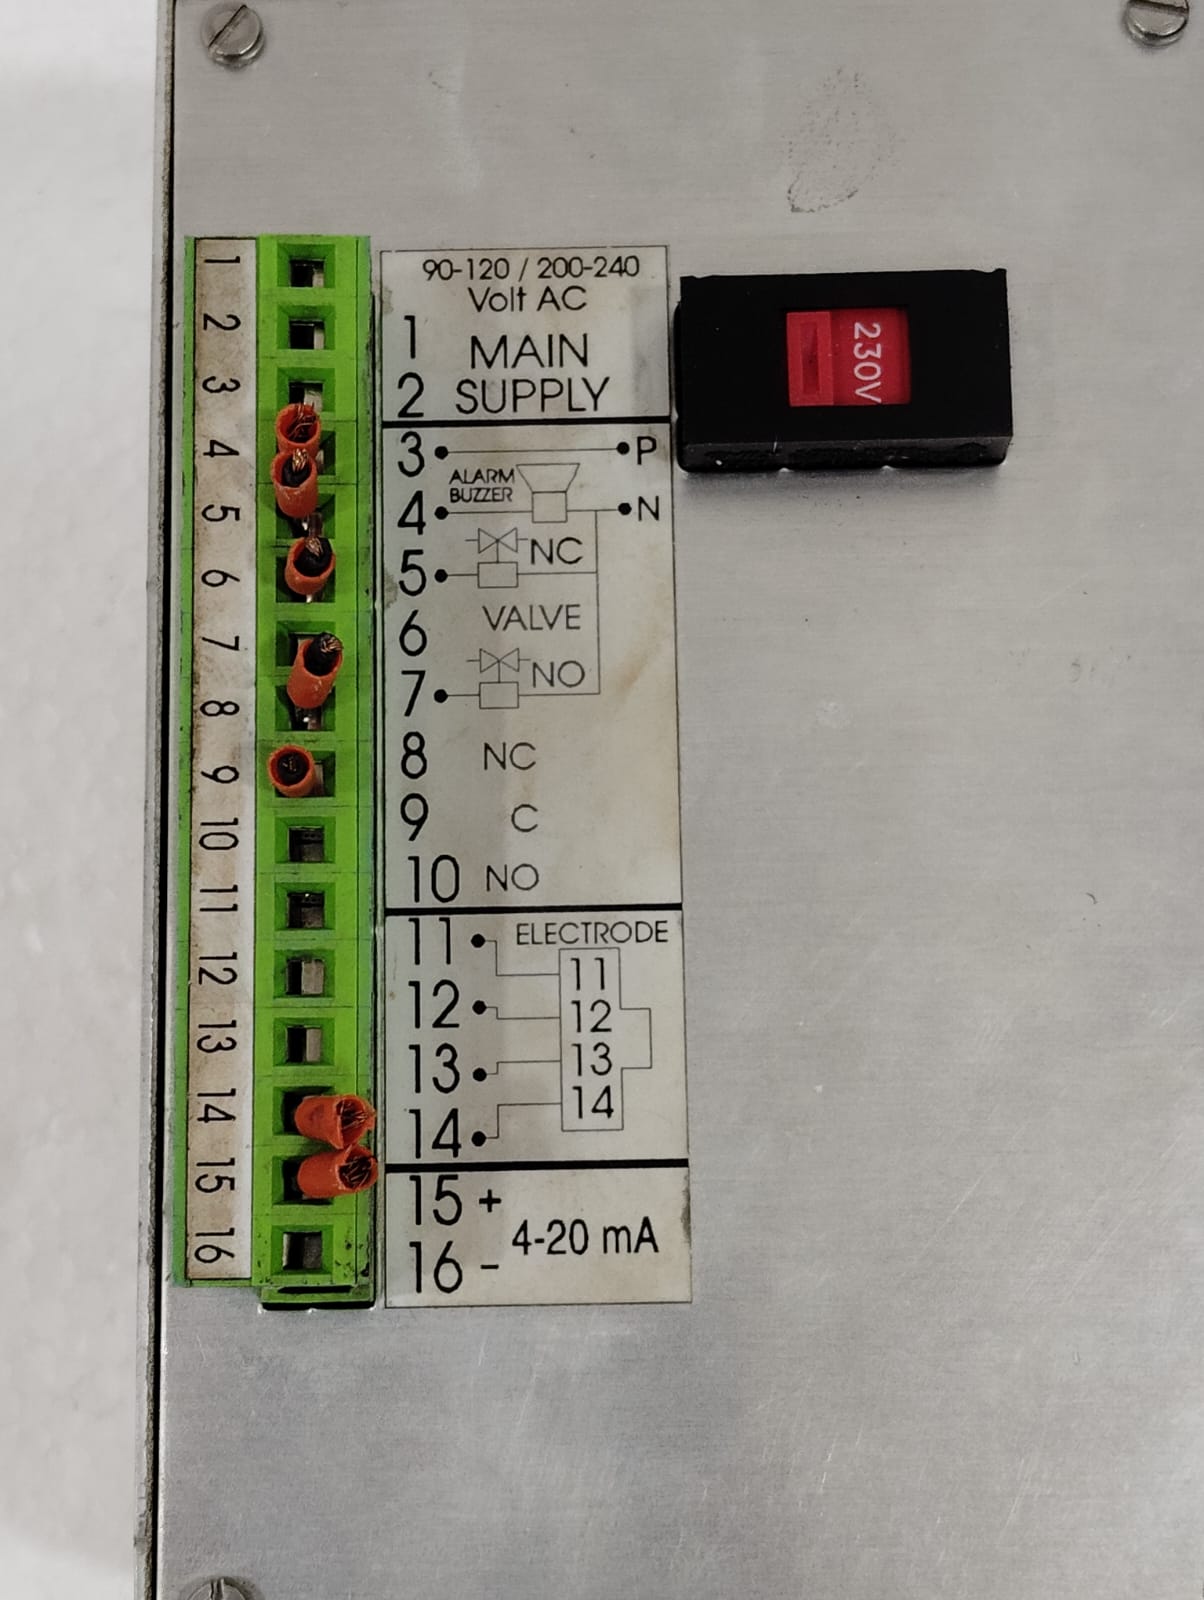 1
2
3
4
5
6
7
8
9
10
11
12
13
14
15
16
90-120 / 200-240
Volt AC
1 MAIN
2 SUPPLY
3 P
ALARM
BUZZER
4 N
NC
5
6 VALVE
NO
7
8 NC
9 C
10 NO
11 ELECTRODE
11
12 12
13 13
14 14
15 +
4-20 mA
16 -
230V